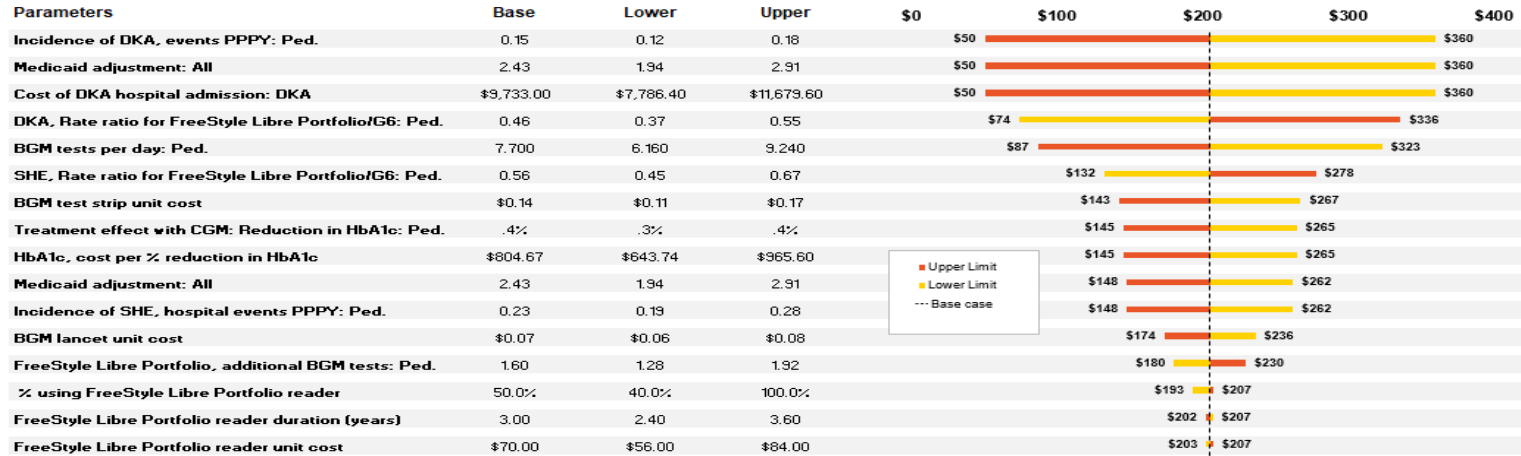 Parameters Base Lower Upper $0 $100 $200 $300 $400
Incidence of DKA, events PPPY: Ped. 0.15 0.12 0.18 $50 $360
Medicaid adjustment: All 2.43 1.94 2.91 $50 $360
Cost of DKA hospital admission: DKA $9,733.00 $7,786.40 $11,679.60 $50 $360
DKA, Rate ratio for FreeStyle Libre Portfolio/G6: Ped. 0.46 0.37 0.55 $74 $336
BGM tests per day: Ped. 7.700 6.160 9.240 $87 $323
SHE, Rate ratio for FreeStyle Libre Portfolio/G6: Ped. 0.56 0.45 0.67 $132 $278
BGM test strip unit cost $0.14 $0.11 $0.17 $143 $267
Treatment effect with CGM: Reduction in HbA1c: Ped. .4% .3% .4% $145 $265
HbA1c, cost per % reduction in HbA1c $804.67 $643.74 $965.60 $145 $265
Upper Limit
Medicaid adjustment: All 2.43 1.94 2.91 $148 $262
Lower Limit
Incidence of SHE, hospital events PPPY: Ped. 0.23 0.19 0.28 $148 $262
Base case
BGM lancet unit cost $0.07 $0.06 $0.08 $174 $236
FreeStyle Libre Portfolio, additional BGM tests: Ped. 1.60 1.28 1.92 $180 $230
% using FreeStyle Libre Portfolio reader 50.0% 40.0% 100.0% $193 $207
FreeStyle Libre Portfolio reader duration (years) 3.00 2.40 3.60 $202 $207
FreeStyle Libre Portfolio reader unit cost $70.00 $56.00 $84.00 $203 $207